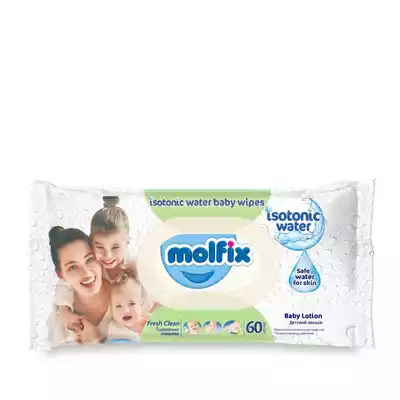 isotonic water baby wipes
isotonic
water
molfix
Safe
water
for skin
Fresh Clean
60
Baby Lotion
Детский лосьон